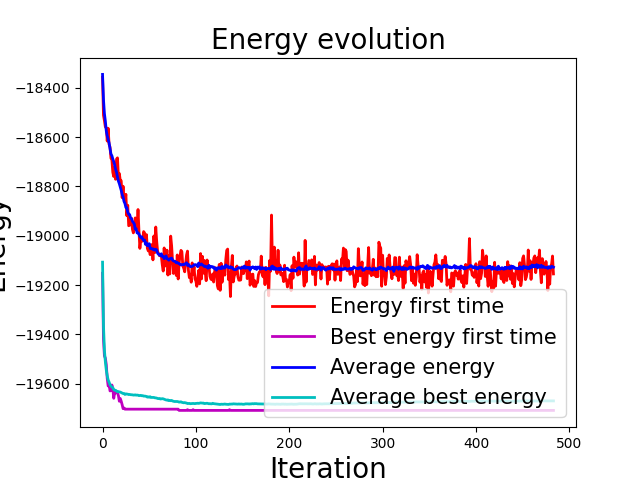 Energy evolution
Energy
−18400
−18600
−18800
−19000
−19200
−19400
−19600
Energy first time
Best energy first time
Average energy
Average best energy
0 100 200 300 400 500
Iteration